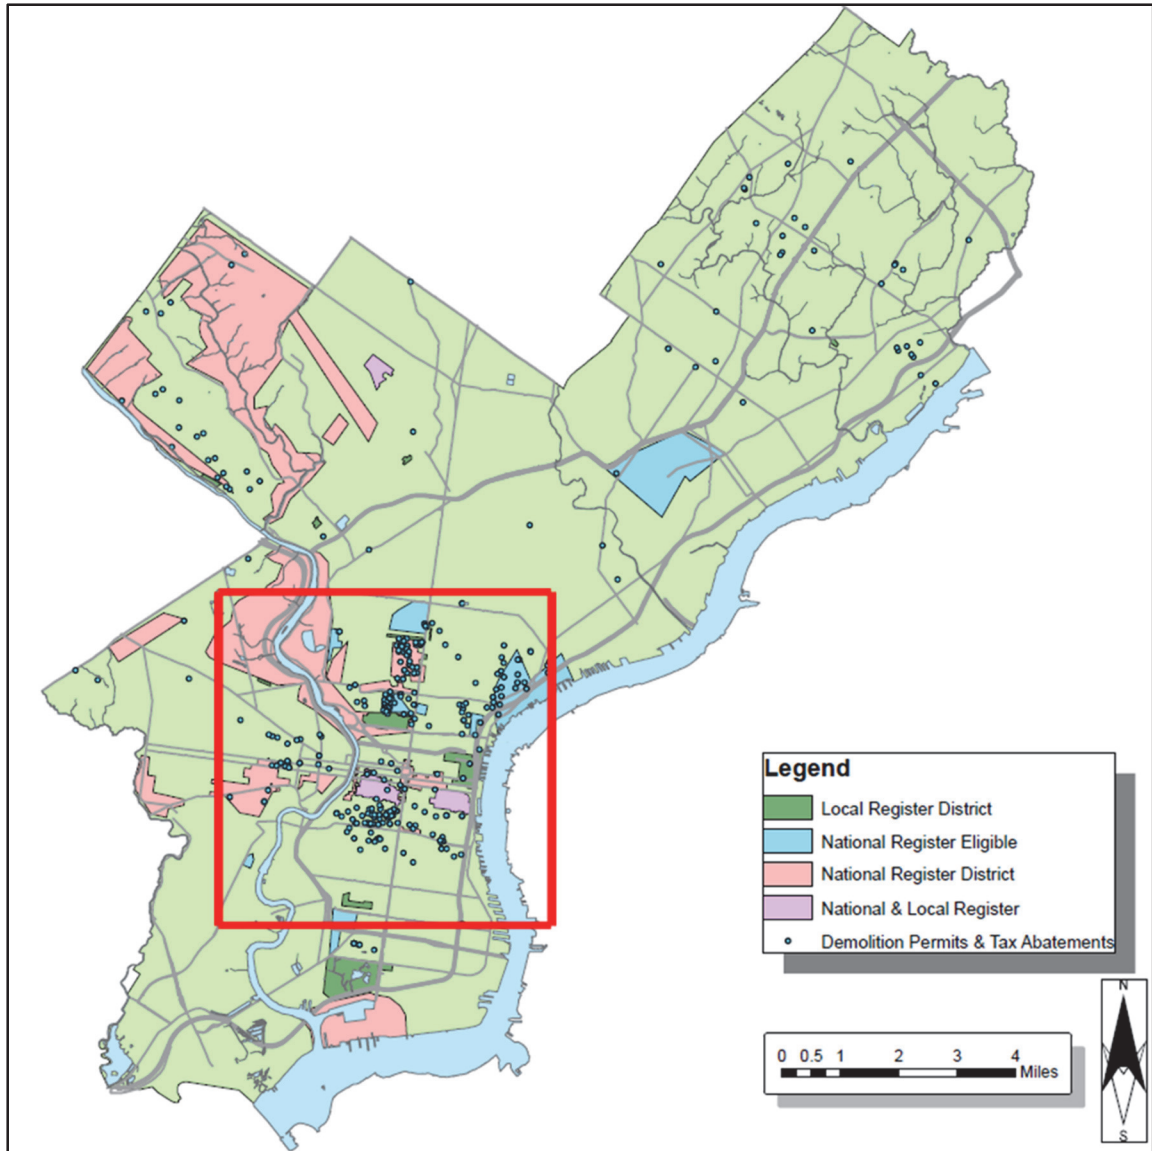 Legend
Local Register District
National Register Eligible
National Register District
National & Local Register
Demolition Permits & Tax Abatements
N
0 0.5 1 2 3 4
Miles
S